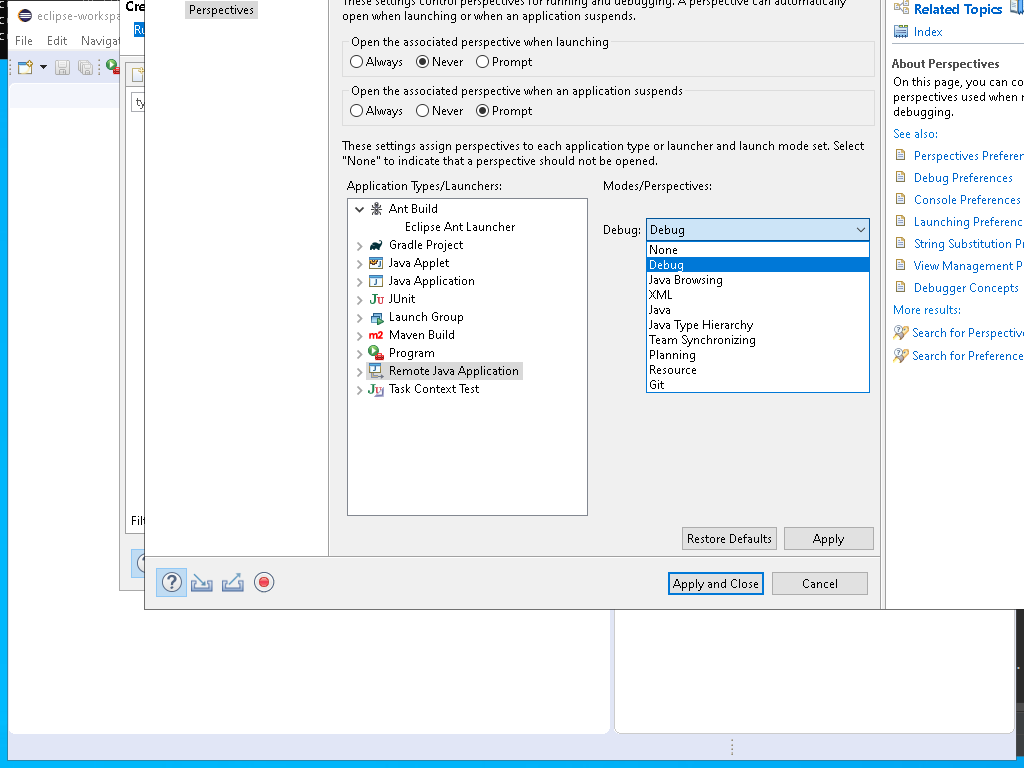 eclipse-workspa
File Edit Navigat
Cre
Ru
ty
Filt
Perspectives
These settings control perspectives for running and debugging. A perspective can automatically
open when launching or when an application suspends.
Open the associated perspective when launching
Always Never Prompt
Open the associated perspective when an application suspends
Always Never Prompt
These settings assign perspectives to each application type or launcher and launch mode set. Select
"None" to indicate that a perspective should not be opened.
Application Types/Launchers:
Modes/Perspectives:
Ant Build
Eclipse Ant Launcher
Gradle Project
Java Applet
Java Application
JUnit
Launch Group
Maven Build
Program
Remote Java Application
Task Context Test
Debug: Debug
None
Debug
Java Browsing
XML
Java
Java Type Hierarchy
Team Synchronizing
Planning
Resource
Git
Restore Defaults Apply
Apply and Close Cancel
Related Topics
Index
About Perspectives
On this page, you can co
perspectives used when r
debugging.
See also:
Perspectives Preferen
Debug Preferences
Console Preferences
Launching Preferenc
String Substitution Pr
View Management P
Debugger Concepts
More results:
Search for Perspective
Search for Preference